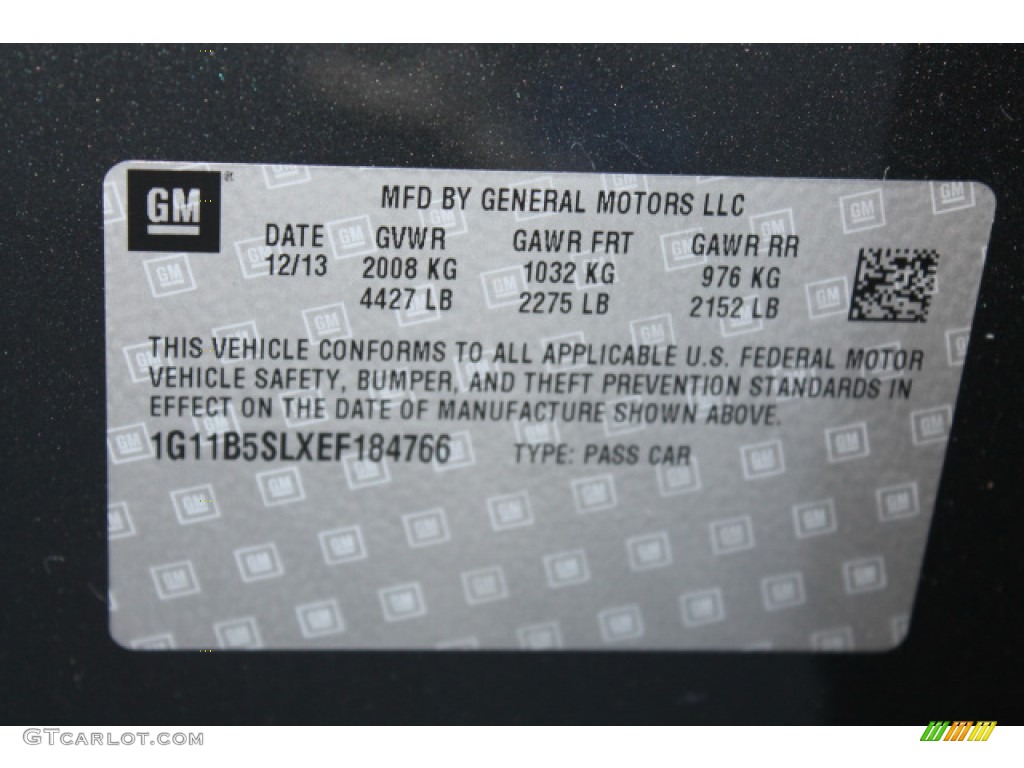 GM
MFD BY GENERAL MOTORS LLC
DATE GVWR GAWR FRT GAWR RR
12/13 2008 KG 1032 KG 976 KG
4427 LB 2275 LB 2152 LB
THIS VEHICLE CONFORMS TO ALL APPLICABLE U.S. FEDERAL MOTOR
VEHICLE SAFETY, BUMPER, AND THEFT PREVENTION STANDARDS IN
EFFECT ON THE DATE OF MANUFACTURE SHOWN ABOVE.
1G11B5SLXEF184766 TYPE: PASS CAR
GTCARLOT.COM